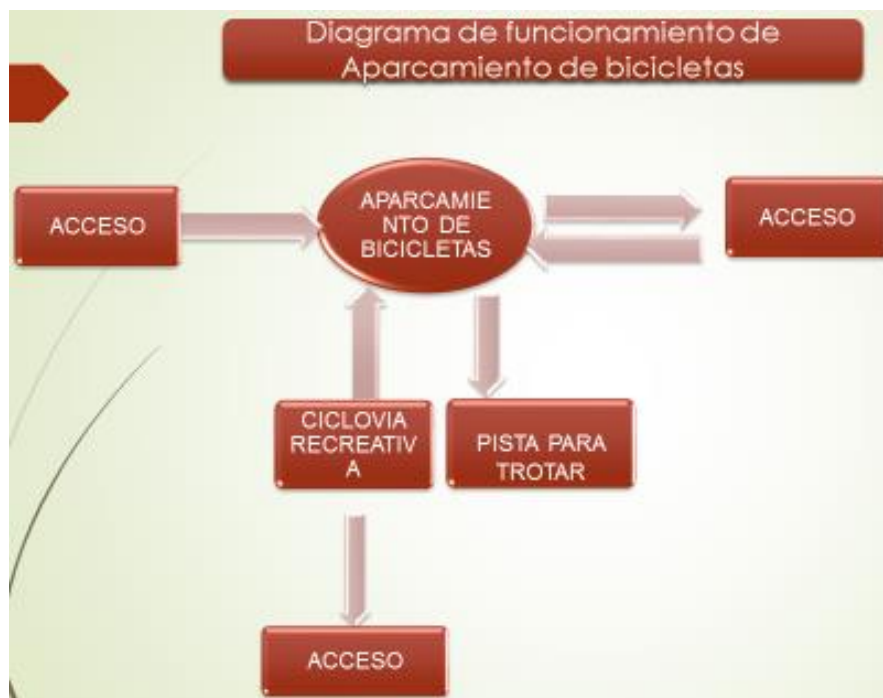 Diagrama de funcionamiento de
Aparcamiento de bicicletas
ACCESO
APARCAMIE
NTO DE
BICICLETAS
ACCESO
CICLOVIA
RECREATIV
A
PISTA PARA
TROTAR
ACCESO